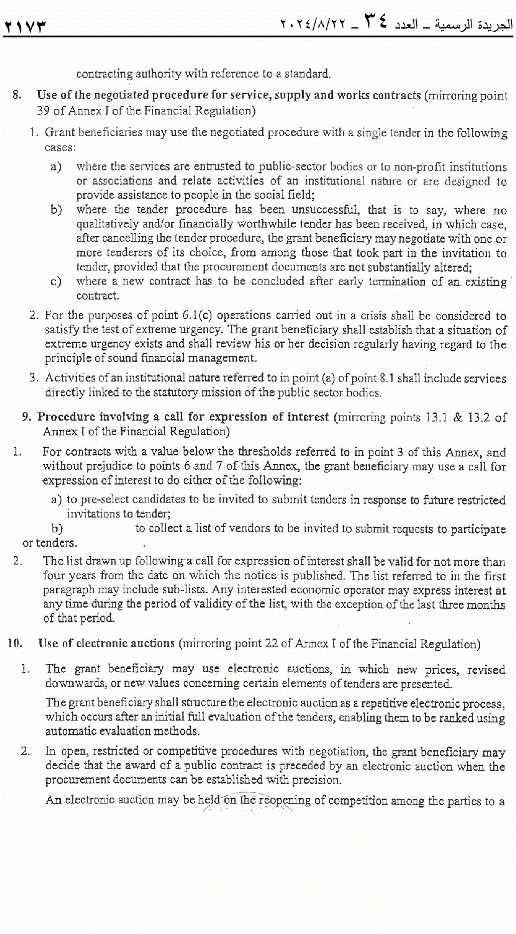 الجريدة الرسمية ـ العدد ٣٤ ـ ٢٠٢٤/٨/٢٢
٢١٧٣
contracting authority with reference to a standard.
8. Use of the negotiated procedure for service, supply and works contracts (mirroring point
39 of Annex I of the Financial Regulation)
1. Grant beneficiaries may use the negotiated procedure with a single tender in the following
cases:
a) where the services are entrusted to public-sector bodies or to non-profit institutions
or associations and relate activities of an institutional nature or are designed to
provide assistance to people in the social field;
b) where the tender procedure has been unsuccessful, that is to say, where no
qualitatively and/or financially worthwhile tender has been received, in which case,
after cancelling the tender procedure, the grant beneficiary may negotiate with one or
more tenderers of its choice, from among those that took part in the invitation to
tender, provided that the procurement documents are not substantially altered;
c) where a new contract has to be concluded after early termination of an existing
contract.
2. For the purposes of point 6.1(c) operations carried out in a crisis shall be considered to
satisfy the test of extreme urgency. The grant beneficiary shall establish that a situation of
extreme urgency exists and shall review his or her decision regularly having regard to the
principle of sound financial management.
3. Activities of an institutional nature referred to in point (a) of point 8.1 shall include services
directly linked to the statutory mission of the public sector bodies.
9. Procedure involving a call for expression of interest (mirroring points 13.1 & 13.2 of
Annex I of the Financial Regulation)
1. For contracts with a value below the thresholds referred to in point 3 of this Annex, and
without prejudice to points 6 and 7 of this Annex, the grant beneficiary may use a call for
expression of interest to do either of the following:
a) to pre-select candidates to be invited to submit tenders in response to future restricted
invitations to tender;
b) to collect a list of vendors to be invited to submit requests to participate
or tenders.
2. The list drawn up following a call for expression of interest shall be valid for not more than
four years from the date on which the notice is published. The list referred to in the first
paragraph may include sub-lists. Any interested economic operator may express interest at
any time during the period of validity of the list, with the exception of the last three months
of that period.
10. Use of electronic auctions (mirroring point 22 of Annex I of the Financial Regulation)
1. The grant beneficiary may use electronic auctions, in which new prices, revised
downwards, or new values concerning certain elements of tenders are presented.
The grant beneficiary shall structure the electronic auction as a repetitive electronic process,
which occurs after an initial full evaluation of the tenders, enabling them to be ranked using
automatic evaluation methods.
2. In open, restricted or competitive procedures with negotiation, the grant beneficiary may
decide that the award of a public contract is preceded by an electronic auction when the
procurement documents can be established with precision.
An electronic auction may be held on the reopening of competition among the parties to a